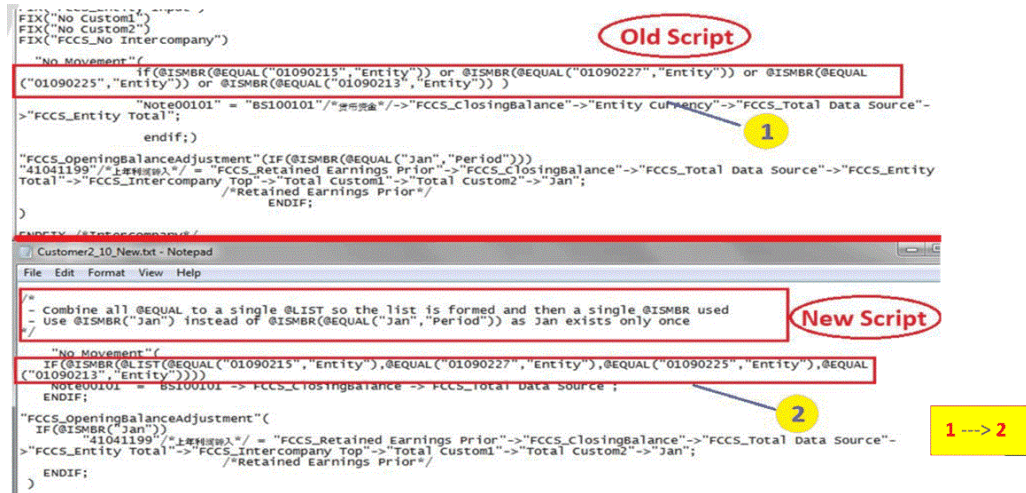 FIX("No Custom1")
FIX("No Custom2")
FIX("FCCS_No Intercompany")
Old Script
"No Movement"(
if(@ISMBR(@EQUAL("01090215","Entity")) or @ISMBR(@EQUAL("01090227","Entity")) or @ISMBR(@EQUAL
("01090225","Entity")) or @ISMBR(@EQUAL("01090213","Entity")) )
"Note00101" = "BS100101"/*货币资金*/->"FCCS_ClosingBalance"->"Entity Currency"->"FCCS_Total Data Source"-
>"FCCS_Entity Total";
1
endif;)
"FCCS_OpeningBalanceAdjustment"(IF(@ISMBR(@EQUAL("Jan","Period")))
"41041199"/*上年利润转入*/ = "FCCS_Retained Earnings Prior"->"FCCS_ClosingBalance"->"FCCS_Total Data Source"->"FCCS_Entity
Total"->"FCCS_Intercompany Top"->"Total Custom1"->"Total Custom2"->"Jan";
/*Retained Earnings Prior*/
ENDIF;
)
ENDFIX /*Intercompany*/
Customer2_10_New.txt - Notepad
File Edit Format View Help
/*
- Combine all @EQUAL to a single @LIST so the list is formed and then a single @ISMBR used
- Use @ISMBR("Jan") instead of @ISMBR(@EQUAL("Jan","Period")) as Jan exists only once
*/
New Script
"No Movement"(
IF(@ISMBR(@LIST(@EQUAL("01090215","Entity"),@EQUAL("01090227","Entity"),@EQUAL("01090225","Entity"),@EQUAL
("01090213","Entity"))))
"Note00101" = "BS100101"->"FCCS_ClosingBalance"->"FCCS_Total Data Source";
ENDIF;
2
"FCCS_OpeningBalanceAdjustment"(
IF(@ISMBR("Jan"))
"41041199"/*上年利润转入*/ = "FCCS_Retained Earnings Prior"->"FCCS_ClosingBalance"->"FCCS_Total Data Source"-
>"FCCS_Entity Total"->"FCCS_Intercompany Top"->"Total Custom1"->"Total Custom2"->"Jan";
/*Retained Earnings Prior*/
ENDIF;
)
1 ---> 2